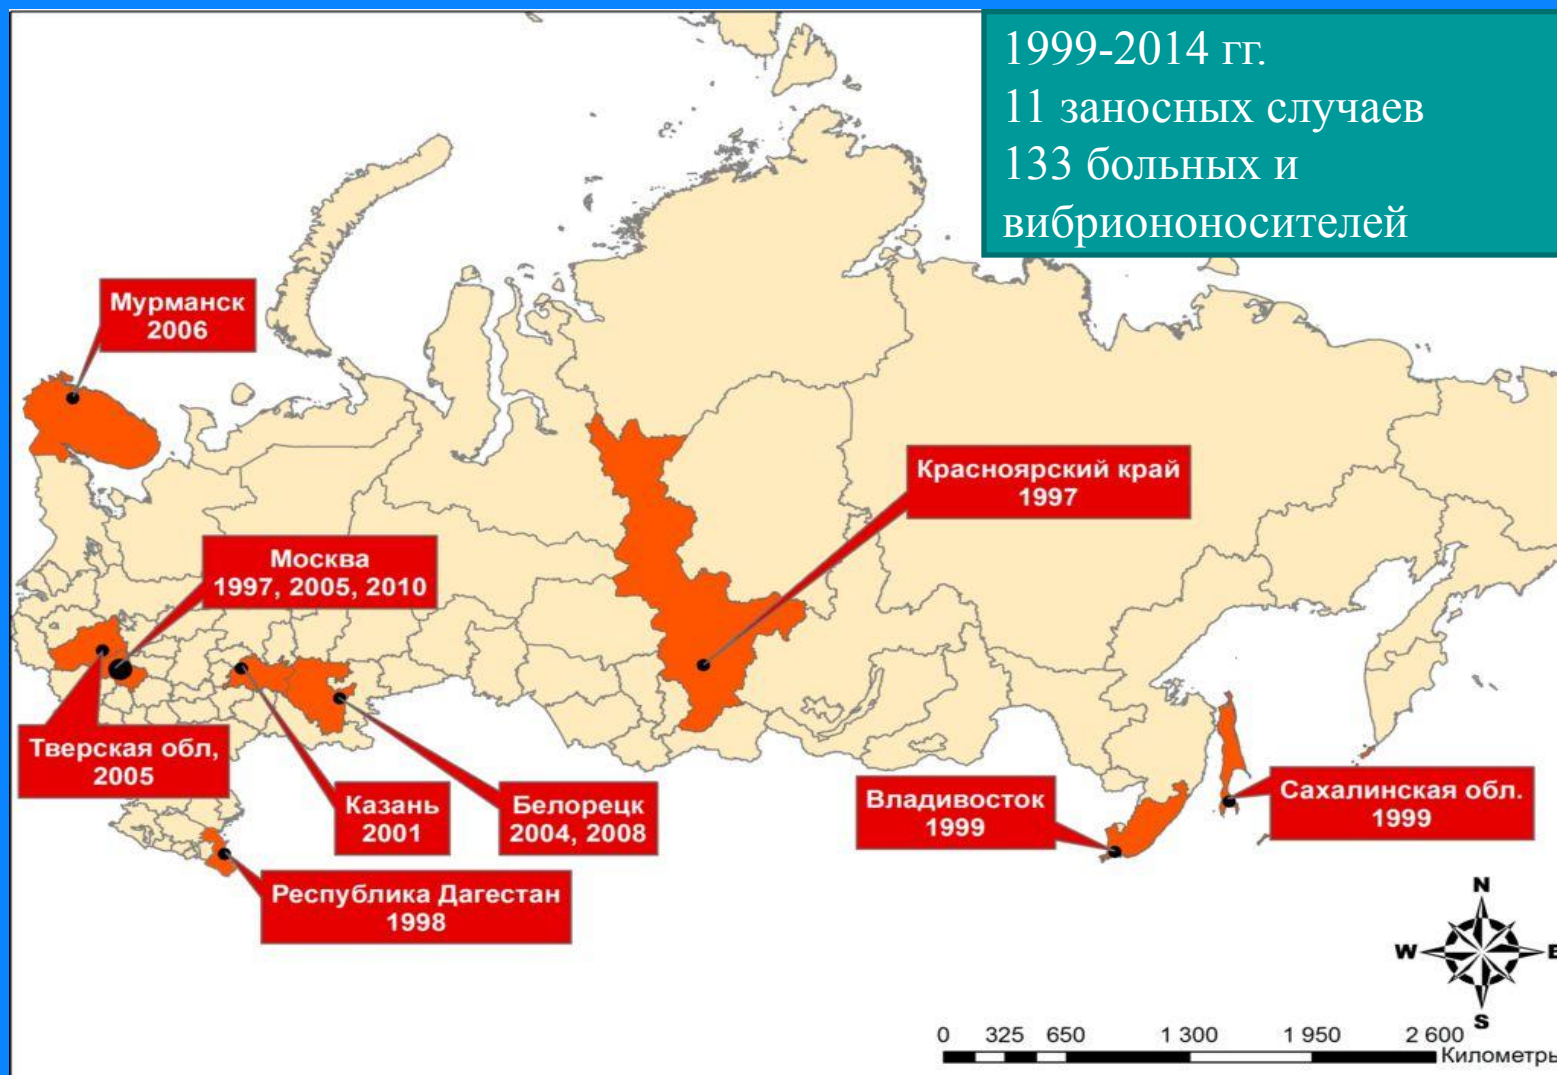 1999-2014 гг.
11 заносных случаев
133 больных и
вибриононосителей
Мурманск
2006
Красноярский край
1997
Москва
1997, 2005, 2010
Тверская обл,
2005
Казань
2001
Белорецк
2004, 2008
Владивосток
1999
Сахалинская обл.
1999
Республика Дагестан
1998
N
W E
S
0 325 650 1 300 1 950 2 600
Километры